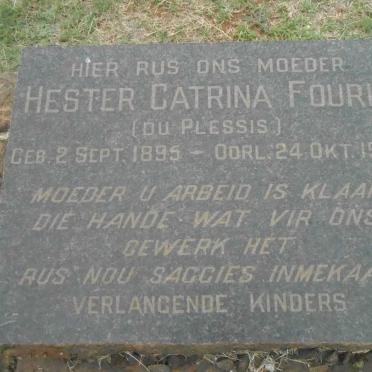 HIER RUS ONS MOEDER
HESTER CATRINA FOURI
(DU PLESSIS)
GEB. 2 SEPT. 1895 – OORL. 24 OKT. 19
MOEDER U ARBEID IS KLAAR
DIE HANDE WAT VIR ONS
GEWERK HET
RUS NOU SAGGIES INMEKAA
VERLANGENDE KINDERS